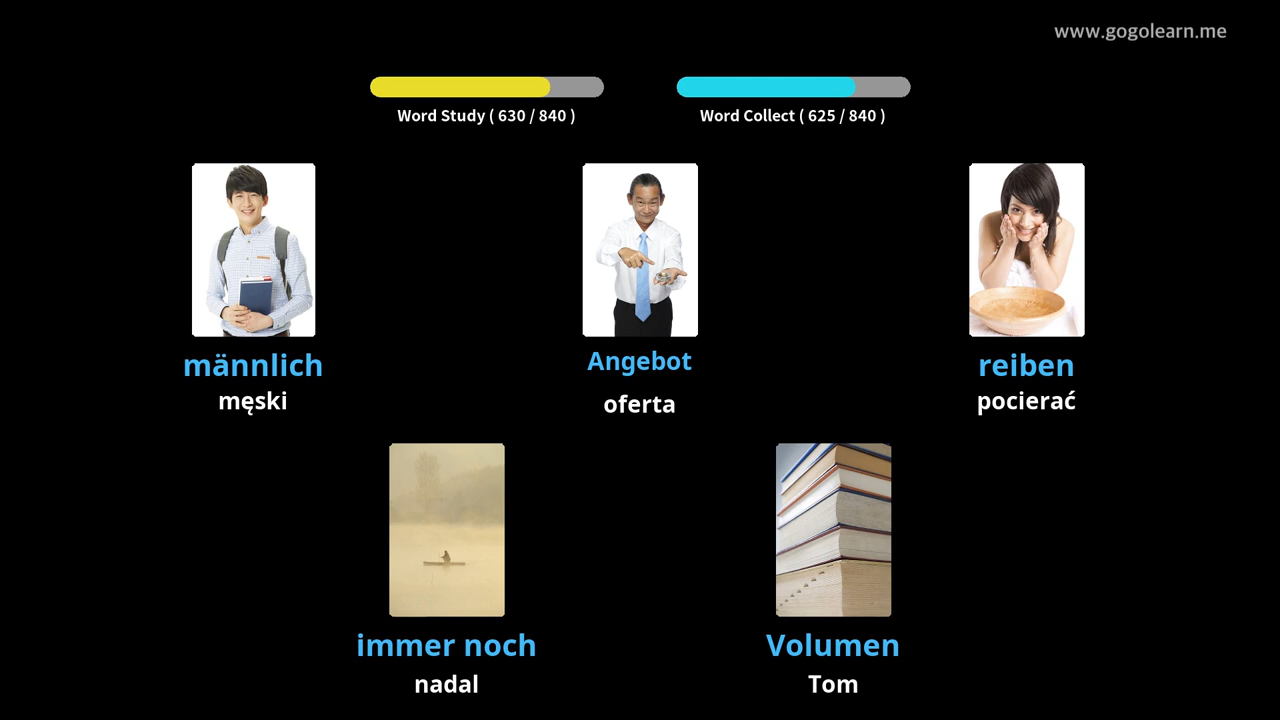 www.gogolearn.me
Word Study ( 630 / 840 )
Word Collect ( 625 / 840 )
männlich
męski
Angebot
oferta
reiben
pocierać
immer noch
nadal
Volumen
Tom